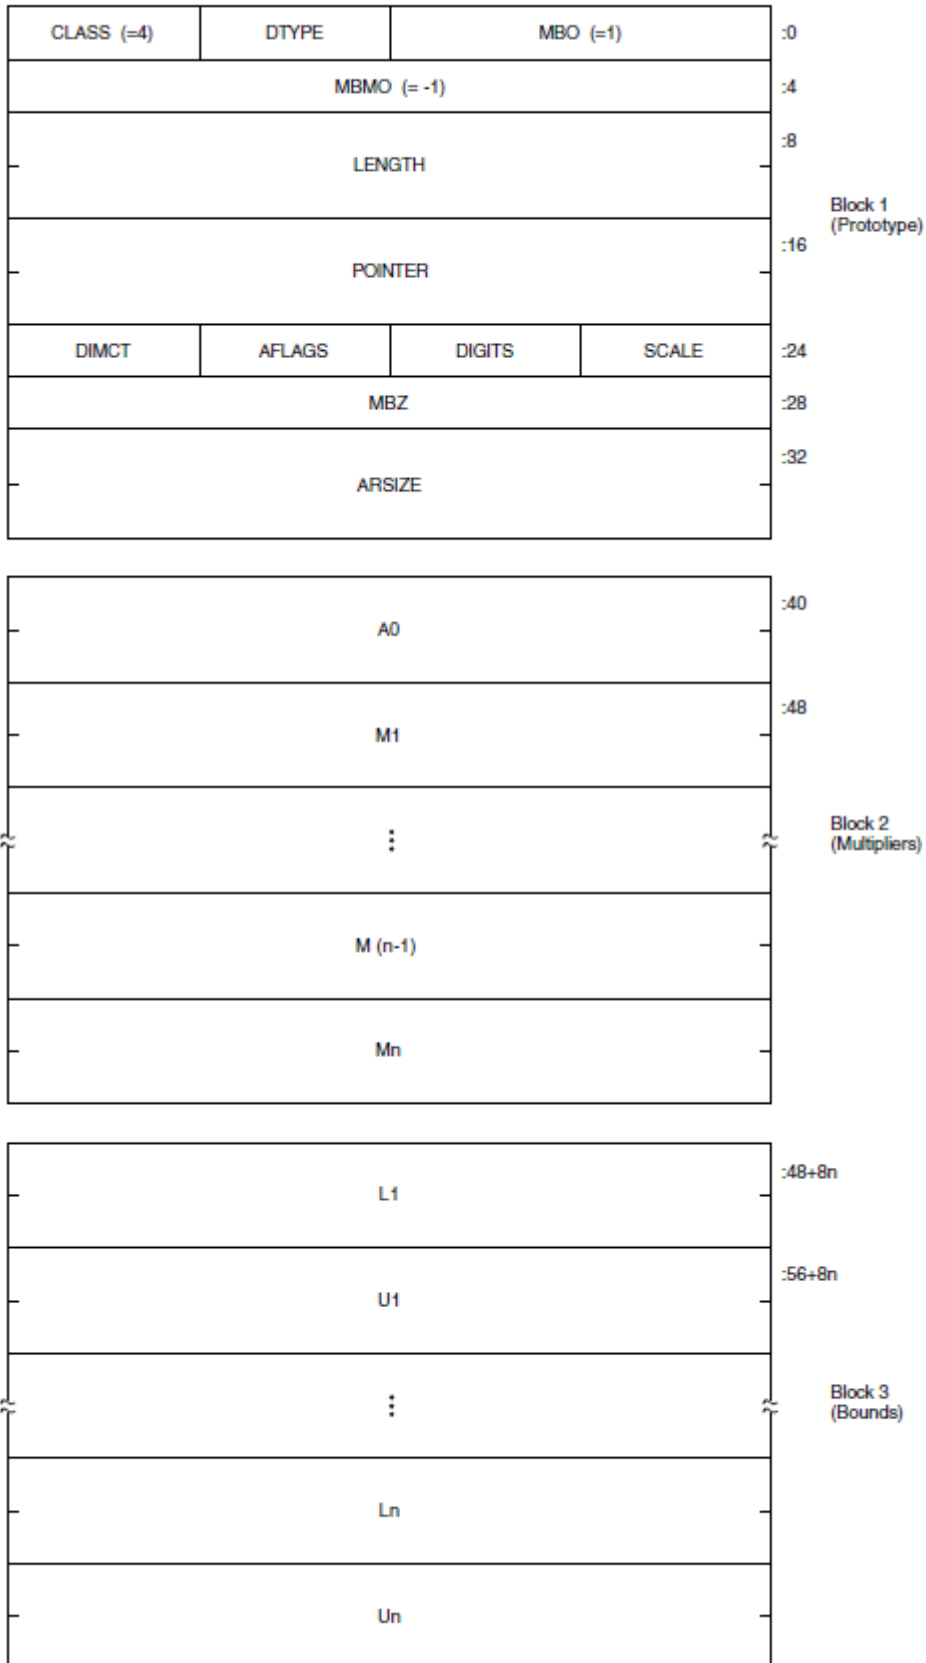 CLASS (=4) DTYPE MBO (=1) :0
MBMO (= -1) :4
:8
LENGTH
Block 1
(Prototype)
:16
POINTER
DIMCT AFLAGS DIGITS SCALE :24
MBZ :28
:32
ARSIZE
:40
A0
:48
M1
⋮
Block 2
(Multipliers)
M (n-1)
Mn
:48+8n
L1
:56+8n
U1
⋮
Block 3
(Bounds)
Ln
Un